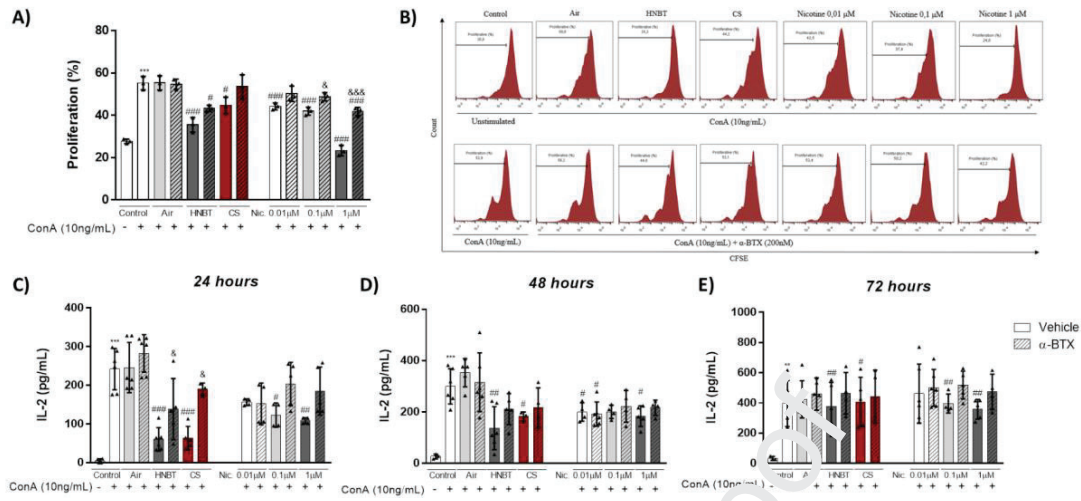 A)
Proliferation (%)
80
60
40
20
0
***
###
#
#
###
###
&
###
&&&
###
Control Air HNBT CS Nic. 0.01µM 0.1µM 1µM
ConA (10ng/mL) - + + + + + + + + + + + + +
B)
Control Air HNBT CS Nicotine 0,01 µM Nicotine 0,1 µM Nicotine 1 µM
Proliferation (%)
Unstimulated
ConA (10ng/mL)
Count
Proliferation (%)
ConA (10ng/mL)
ConA (10ng/mL) + α-BTX (200nM)
CFSE
C)
24 hours
IL-2 (pg/mL)
400
300
200
100
0
***
###
&
###
&
#
##
Control Air HNBT CS Nic. 0.01µM 0.1µM 1µM
ConA (10ng/mL) - + + + + + + + + + + + + +
D)
48 hours
IL-2 (pg/mL)
600
400
200
0
***
##
#
#
#
#
Control Air HNBT CS Nic. 0.01µM 0.1µM 1µM
ConA (10ng/mL) - + + + + + + + + + + + + +
E)
72 hours
IL-2 (pg/mL)
1000
800
600
400
200
0
**
##
#
##
##
Control HNBT CS Nic. 0.01µM 0.1µM 1µM
ConA (10ng/mL) - + + + + + + + + + + + + +
Vehicle
α-BTX